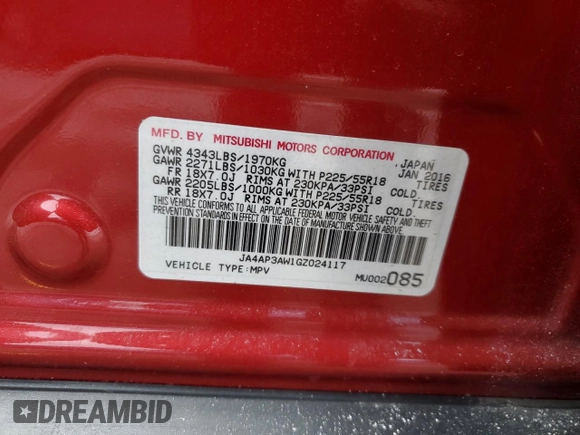 MFD. BY MITSUBISHI MOTORS CORPORATION, JAPAN
GVWR 4343LBS/1970KG JAN 2016
GAWR 2271LBS/1030KG WITH P225/55R18 TIRES
FR 18X7.0J RIMS AT 230KPA/33PSI COLD.
GAWR 2205LBS/1000KG WITH P225/55R18 TIRES
RR 18X7.0J RIMS AT 230KPA/33PSI COLD.
THIS VEHICLE CONFORMS TO ALL APPLICABLE FEDERAL MOTOR VEHICLE SAFETY AND
THEFT PREVENTION STANDARDS IN EFFECT ON THE DATE OF MANUFACTURE SHOWN ABOVE.
JA4AP3AW1GZ024117
VEHICLE TYPE:MPV MU002085
DREAMBID